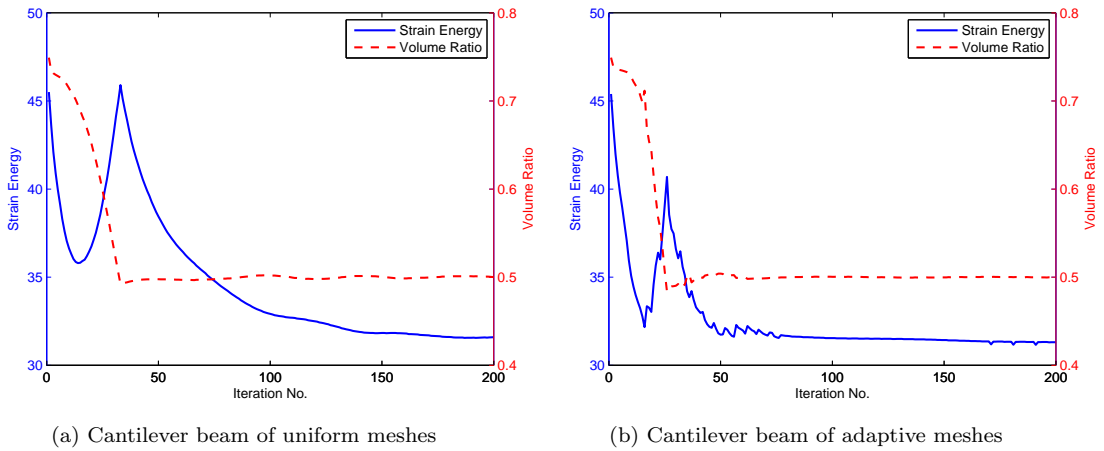 50
45
40
35
30
Strain Energy
0.8
0.7
0.6
0.5
0.4
Volume Ratio
Strain Energy
Volume Ratio
0
50
100
150
200
Iteration No.
(a) Cantilever beam of uniform meshes
50
45
40
35
30
Strain Energy
0.8
0.7
0.6
0.5
0.4
Volume Ratio
Strain Energy
Volume Ratio
0
50
100
150
200
Iteration No.
(b) Cantilever beam of adaptive meshes